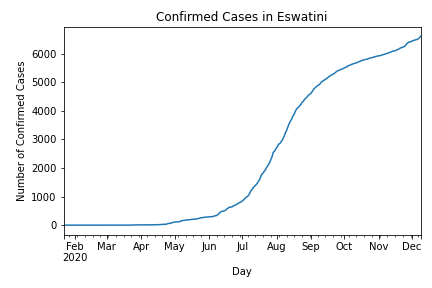 Confirmed Cases in Eswatini
Number of Confirmed Cases
6000
5000
4000
3000
2000
1000
0
Feb Mar Apr May Jun Jul Aug Sep Oct Nov Dec
2020
Day